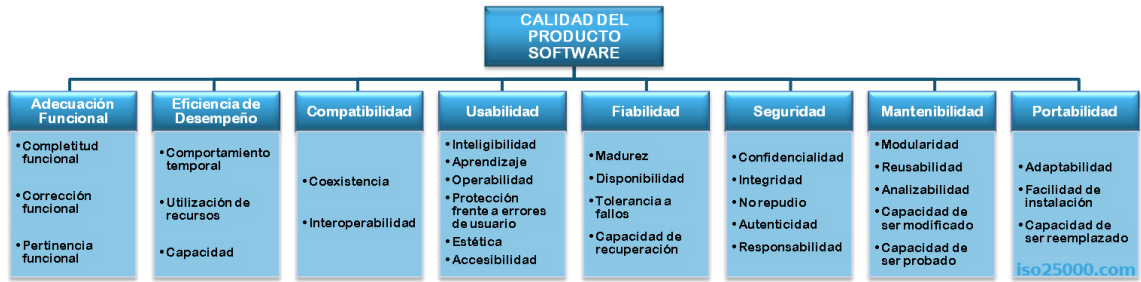 CALIDAD DEL
PRODUCTO
SOFTWARE
Adecuación
Funcional
• Completitud
funcional
• Corrección
funcional
• Pertinencia
funcional
Eficiencia de
Desempeño
• Comportamiento
temporal
• Utilización de
recursos
• Capacidad
Compatibilidad
• Coexistencia
• Interoperabilidad
Usabilidad
• Inteligibilidad
• Aprendizaje
• Operabilidad
• Protección
frente a errores
de usuario
• Estética
• Accesibilidad
Fiabilidad
• Madurez
• Disponibilidad
• Tolerancia a
fallos
• Capacidad de
recuperación
Seguridad
• Confidencialidad
• Integridad
• No repudio
• Autenticidad
• Responsabilidad
Mantenibilidad
• Modularidad
• Reusabilidad
• Analizabilidad
• Capacidad de
ser modificado
• Capacidad de
ser probado
Portabilidad
• Adaptabilidad
• Facilidad de
instalación
• Capacidad de
ser reemplazado
iso25000.com